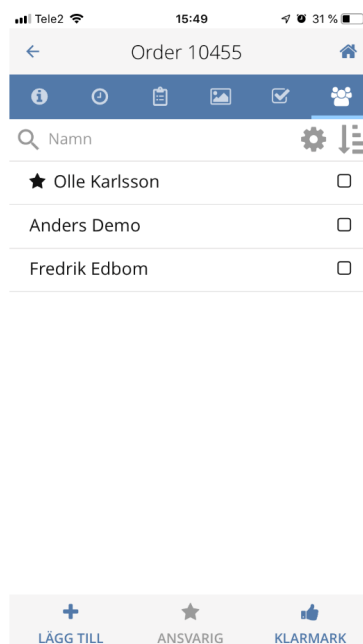 Tele2 15:49 31 %
Order 10455
Namn
Olle Karlsson
Anders Demo
Fredrik Edbom
LÄGG TILL ANSVARIG KLARMARK